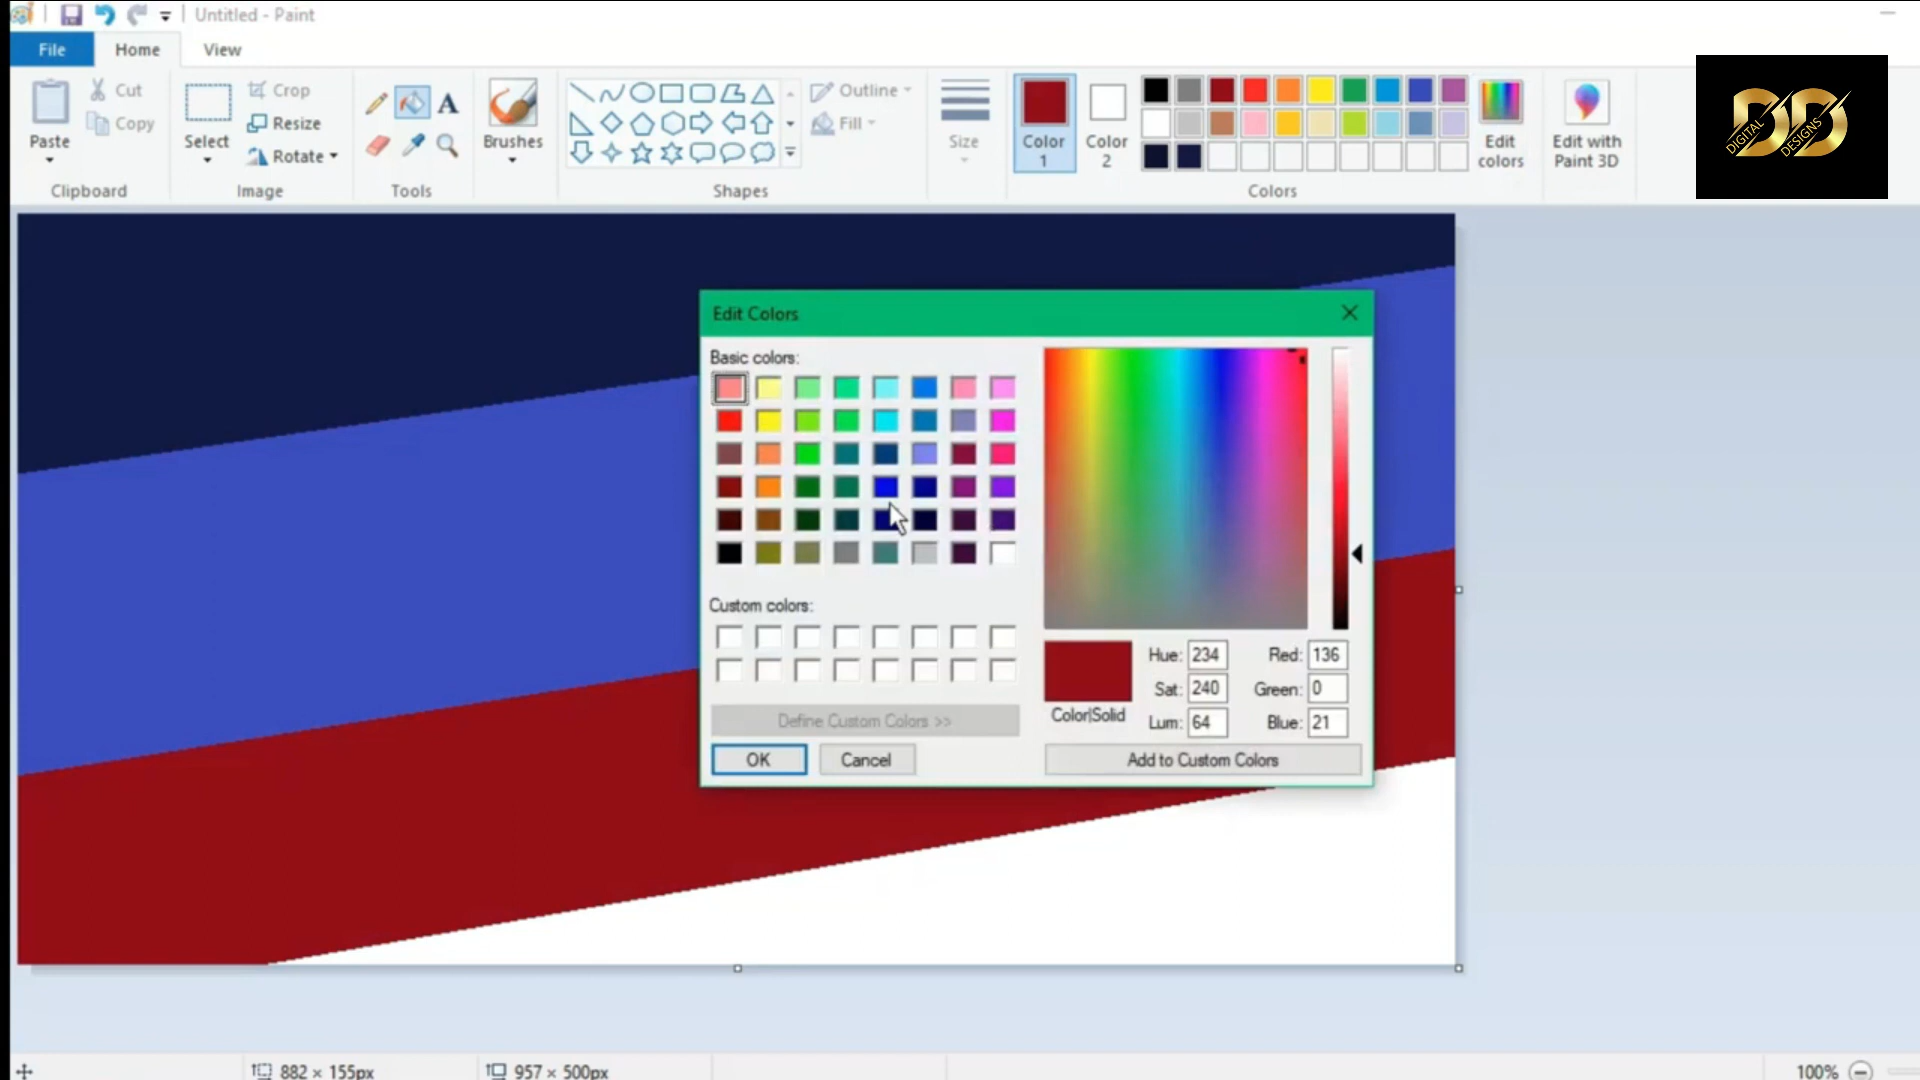 Untitled - Paint
File Home View
Paste
Cut
Copy
Clipboard
Select
Crop
Resize
Rotate
Image
A
Tools
Brushes
Shapes
Outline
Fill
Size
Color
1
Color
2
Edit
colors
Colors
Edit with
Paint 3D
DD
DIGITAL
DESIGNS
Edit Colors
Basic colors:
Custom colors:
Define Custom Colors >>
OK Cancel
Color|Solid
Hue: 234 Red: 136
Sat: 240 Green: 0
Lum: 64 Blue: 21
Add to Custom Colors
882 × 155px 957 × 500px 100%